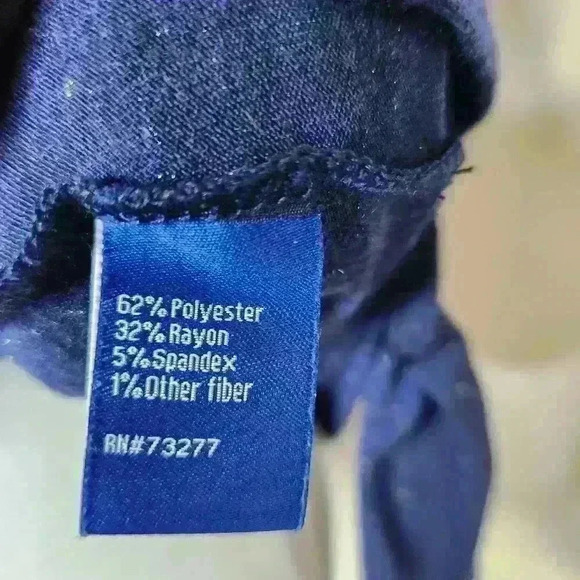 62% Polyester
32% Rayon
5% Spandex
1% Other fiber
RN#73277